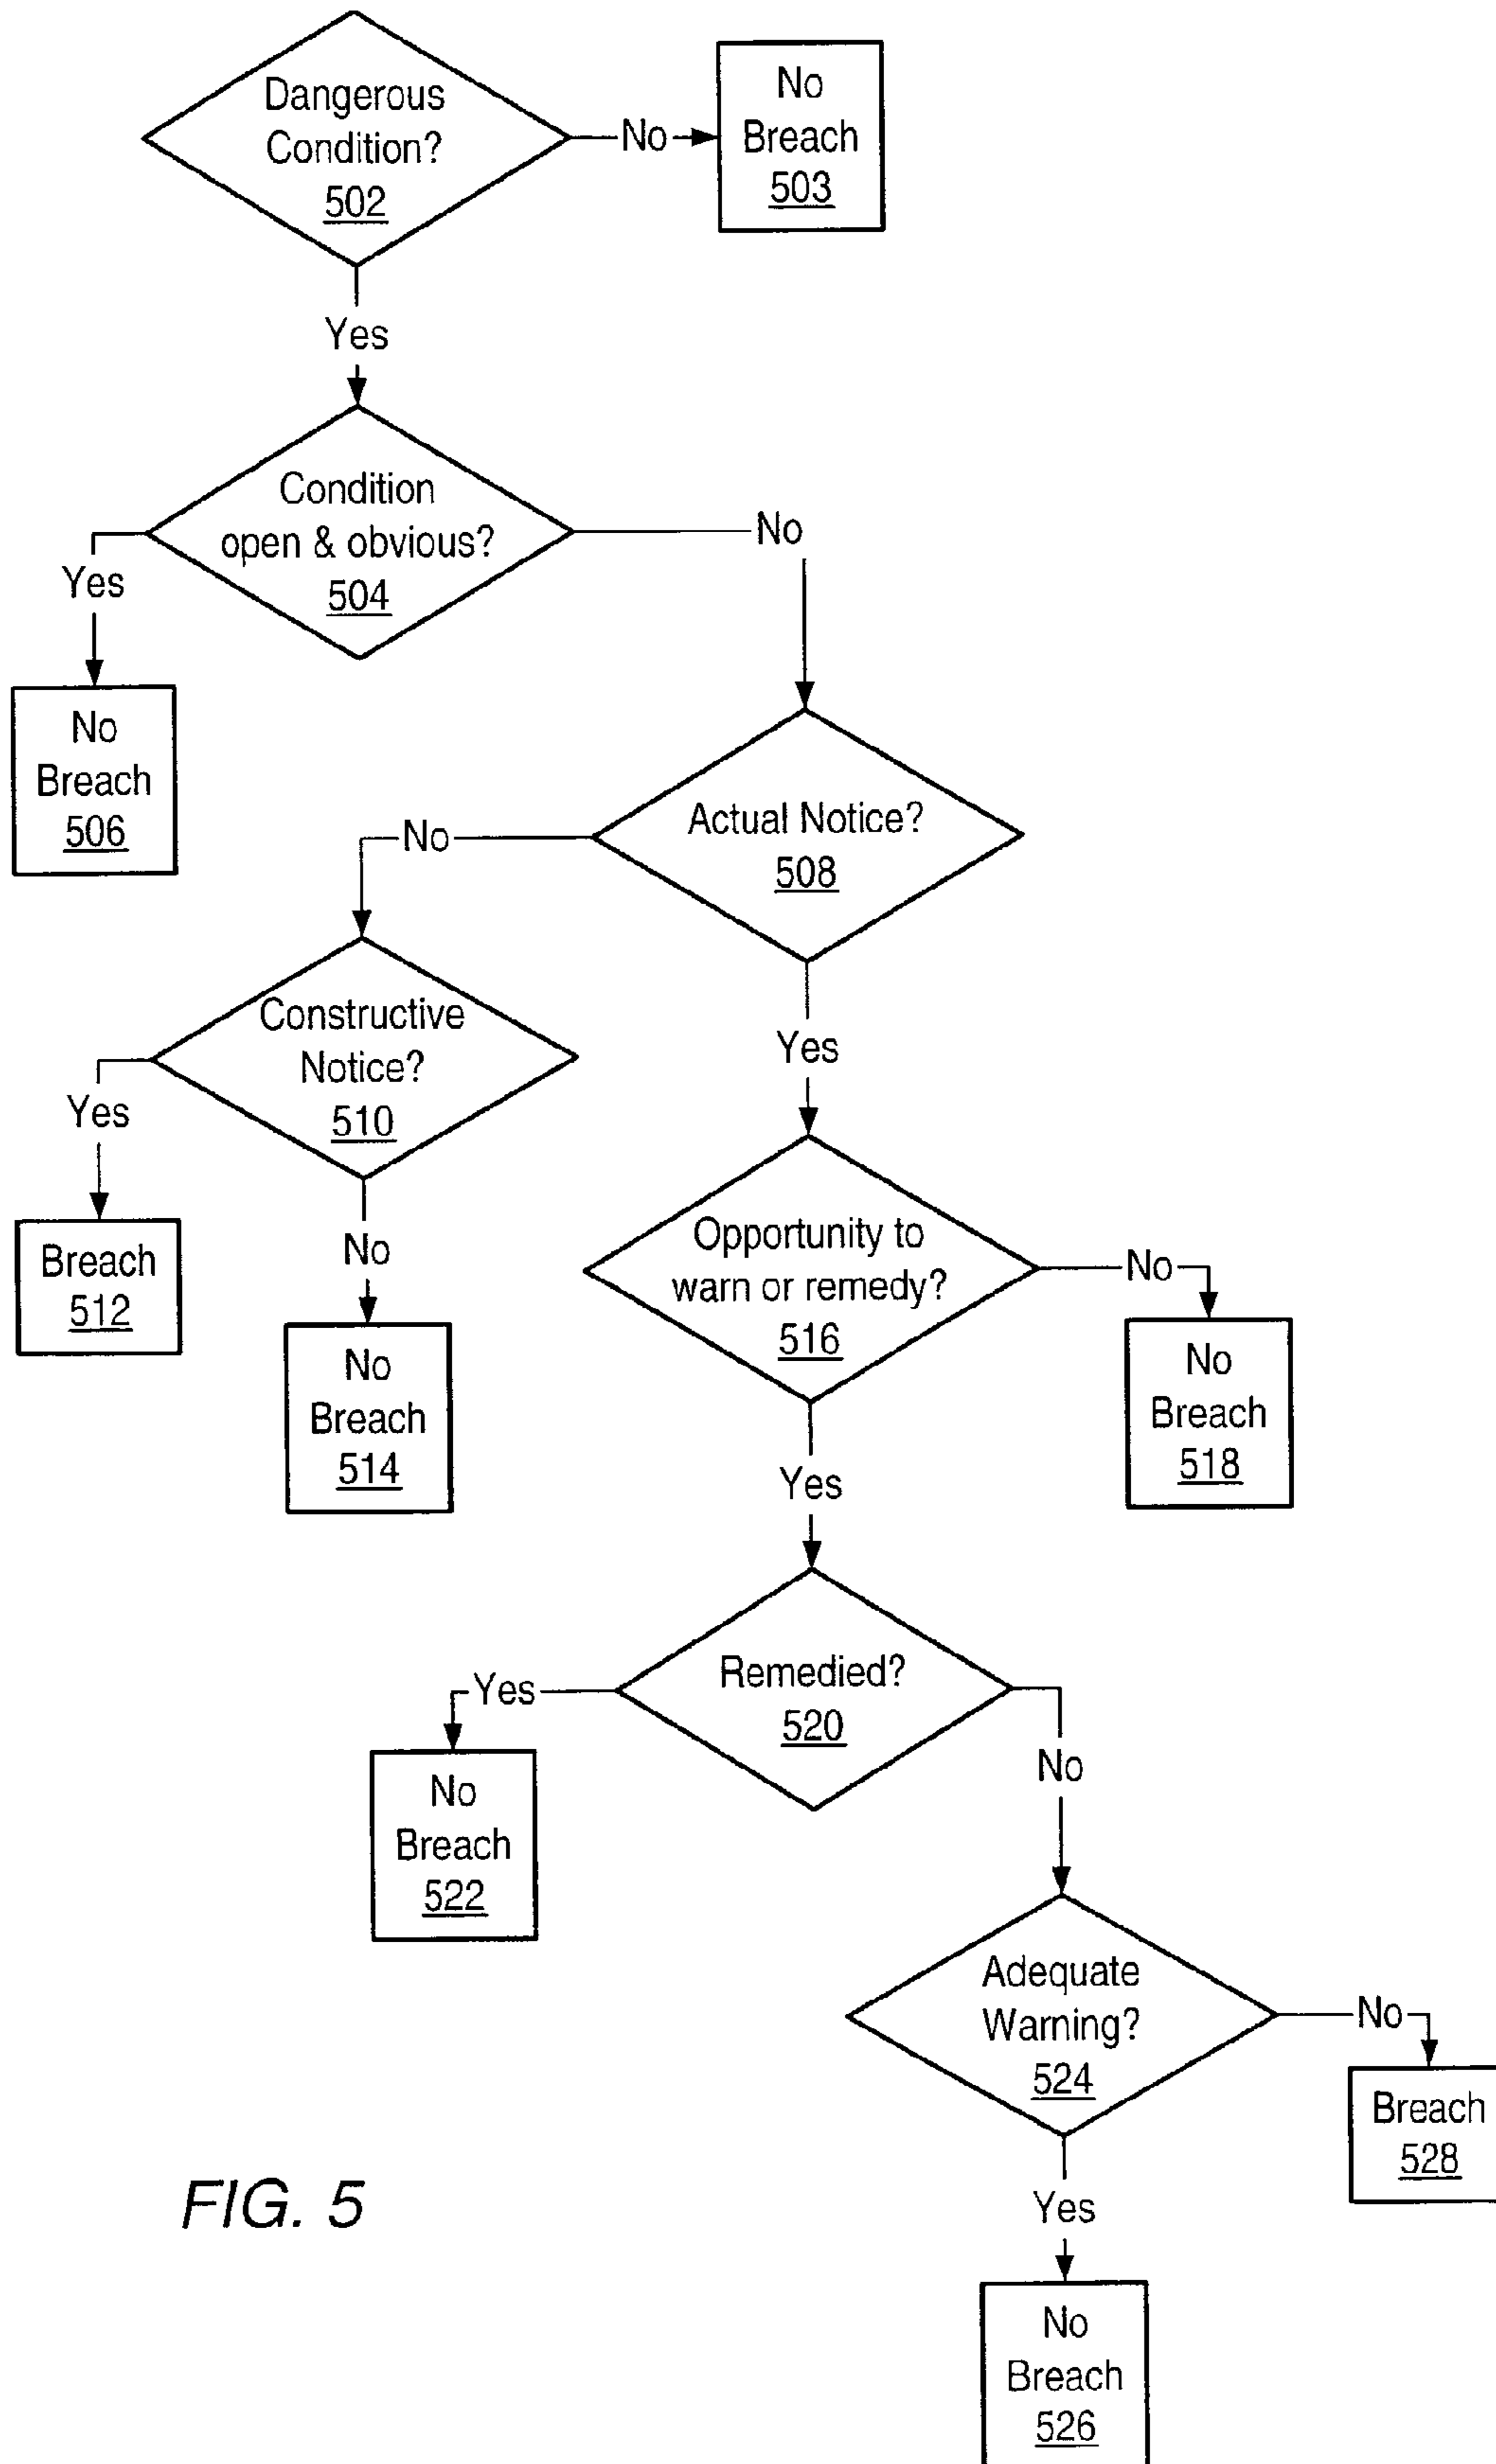 Dangerous
Condition?
502
No
No
Breach
503
Yes
Condition
open & obvious?
504
Yes
No
No
Breach
506
Actual Notice?
508
No
Yes
Constructive
Notice?
510
Yes
No
Breach
512
No
Breach
514
Opportunity to
warn or remedy?
516
No
No
Breach
518
Yes
Remedied?
520
Yes
No
No
Breach
522
Adequate
Warning?
524
No
Breach
528
Yes
No
Breach
526
FIG. 5